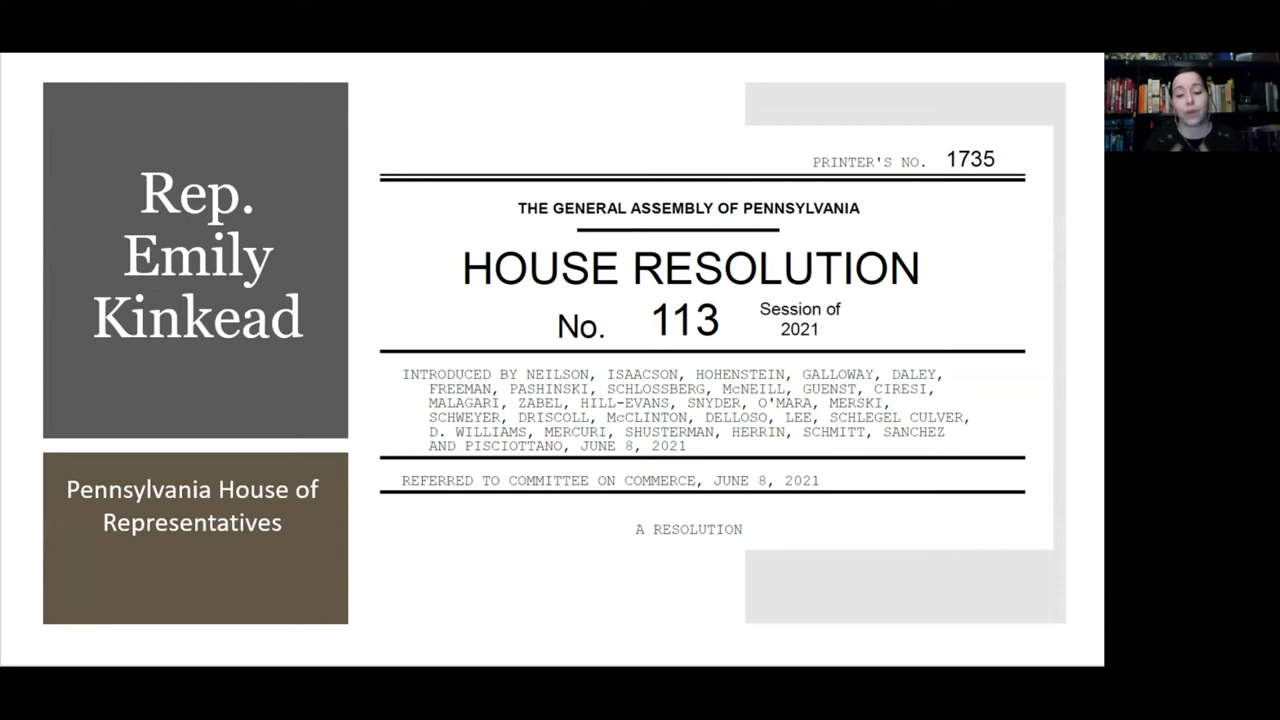 Rep.
Emily
Kinkead
Pennsylvania House of
Representatives
PRINTER'S NO. 1735
THE GENERAL ASSEMBLY OF PENNSYLVANIA
HOUSE RESOLUTION
No. 113 Session of
2021
INTRODUCED BY NEILSON, ISAACSON, HOHENSTEIN, GALLOWAY, DALEY,
FREEMAN, PASHINSKI, SCHLOSSBERG, McNEILL, GUENST, CIRESI,
MALAGARI, ZABEL, HILL-EVANS, SNYDER, O'MARA, MERSKI,
SCHWEYER, DRISCOLL, McCLINTON, DELLOSO, LEE, SCHLEGEL CULVER,
D. WILLIAMS, MERCURI, SHUSTERMAN, HERRIN, SCHMITT, SANCHEZ
AND PISCIOTTANO, JUNE 8, 2021
REFERRED TO COMMITTEE ON COMMERCE, JUNE 8, 2021
A RESOLUTION